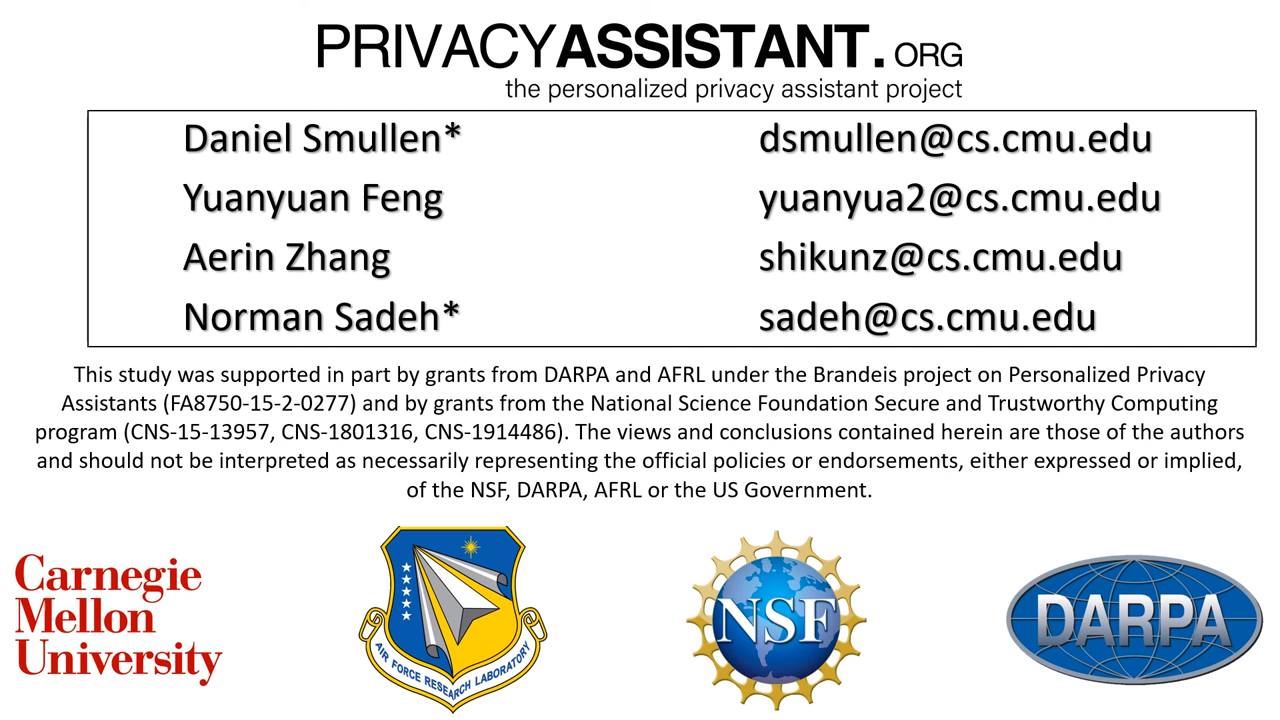 PRIVACYASSISTANT.ORG
the personalized privacy assistant project
Daniel Smullen* dsmullen@cs.cmu.edu
Yuanyuan Feng yuanyua2@cs.cmu.edu
Aerin Zhang shikunz@cs.cmu.edu
Norman Sadeh* sadeh@cs.cmu.edu
This study was supported in part by grants from DARPA and AFRL under the Brandeis project on Personalized Privacy
Assistants (FA8750-15-2-0277) and by grants from the National Science Foundation Secure and Trustworthy Computing
program (CNS-15-13957, CNS-1801316, CNS-1914486). The views and conclusions contained herein are those of the authors
and should not be interpreted as necessarily representing the official policies or endorsements, either expressed or implied,
of the NSF, DARPA, AFRL or the US Government.
Carnegie
Mellon
University
AIR FORCE RESEARCH LABORATORY
NSF
DARPA